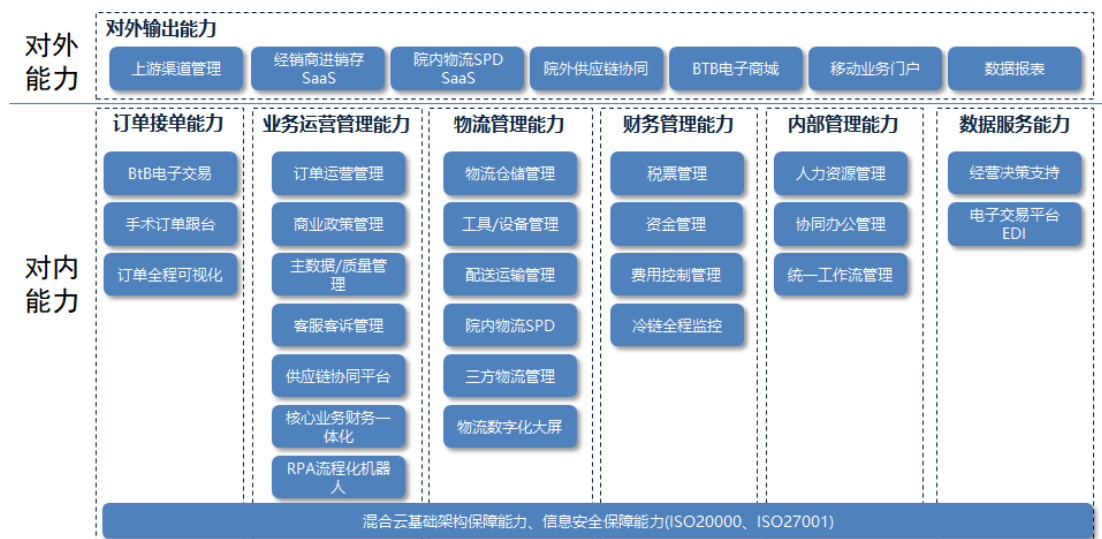 对外
能力
对外输出能力
上游渠道管理
经销商进销存
SaaS
院内物流SPD
SaaS
院外供应链协同
BTB电子商城
移动业务门户
数据报表
对内
能力
订单接单能力
BtB电子交易
手术订单跟台
订单全程可视化
业务运营管理能力
订单运营管理
商业政策管理
主数据/质量管
理
客服客诉管理
供应链协同平台
核心业务财务一
体化
RPA流程化机器
人
物流管理能力
物流仓储管理
工具/设备管理
配送运输管理
院内物流SPD
三方物流管理
物流数字化大屏
财务管理能力
税票管理
资金管理
费用控制管理
冷链全程监控
内部管理能力
人力资源管理
协同办公管理
统一工作流管理
数据服务能力
经营决策支持
电子交易平台
EDI
混合云基础架构保障能力、信息安全保障能力(ISO20000、ISO27001)